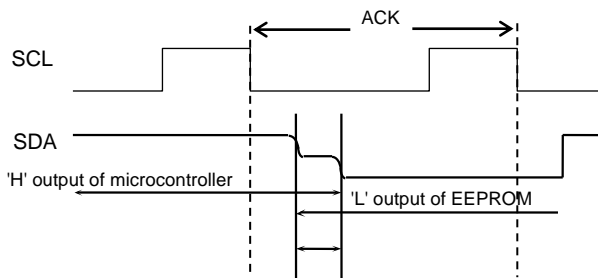 ACK
SCL
SDA
'H' output of microcontroller
'L' output of EEPROM